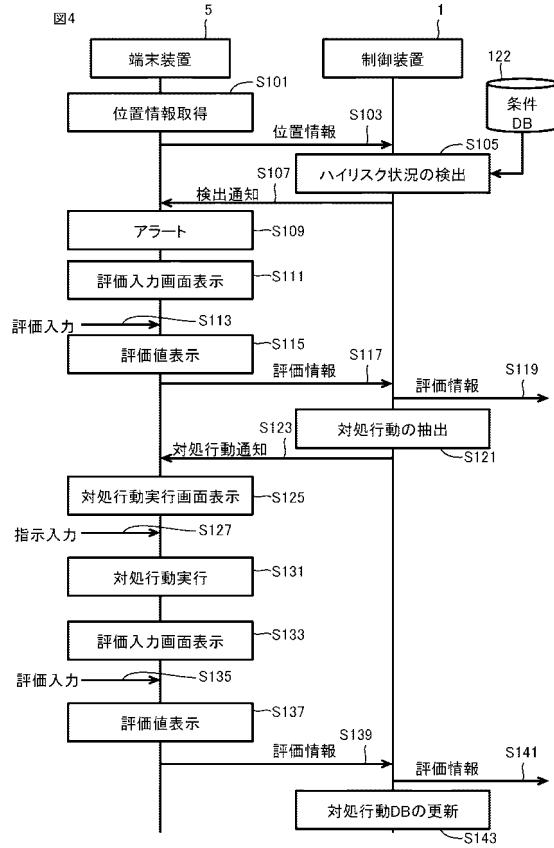 図4
5
1
端末装置
制御装置
122
条件
DB
S101
位置情報取得
S103
位置情報
S105
ハイリスク状況の検出
S107
検出通知
アラート
S109
評価入力画面表示
S111
評価入力
S113
S115
評価値表示
S117
評価情報
S119
評価情報
対処行動の抽出
S121
S123
対処行動通知
対処行動実行画面表示
S125
指示入力
S127
対処行動実行
S131
評価入力画面表示
S133
評価入力
S135
S137
評価値表示
S139
評価情報
S141
評価情報
対処行動DBの更新
S143